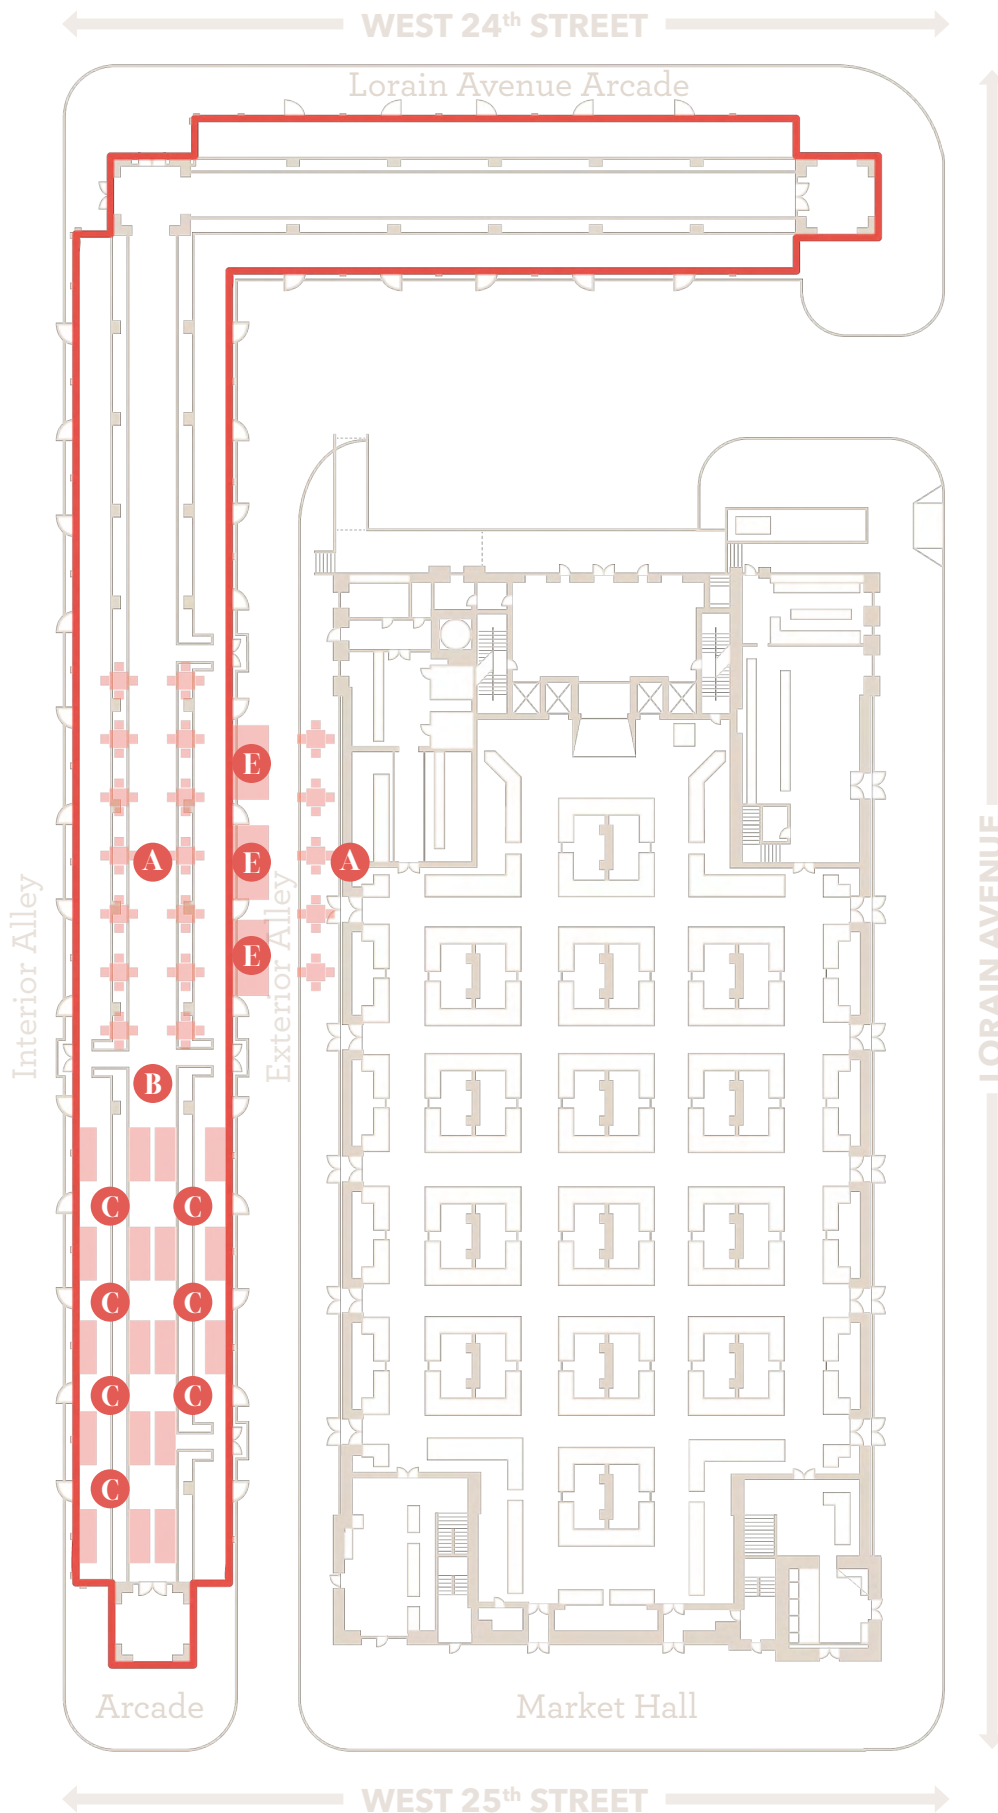 WEST 24th STREET
Lorain Avenue Arcade
E
A
E
A
E
Interior Alley
Exterior Alley
LORAIN AVENUE
B
C
C
C
C
C
C
C
Arcade
Market Hall
WEST 25th STREET